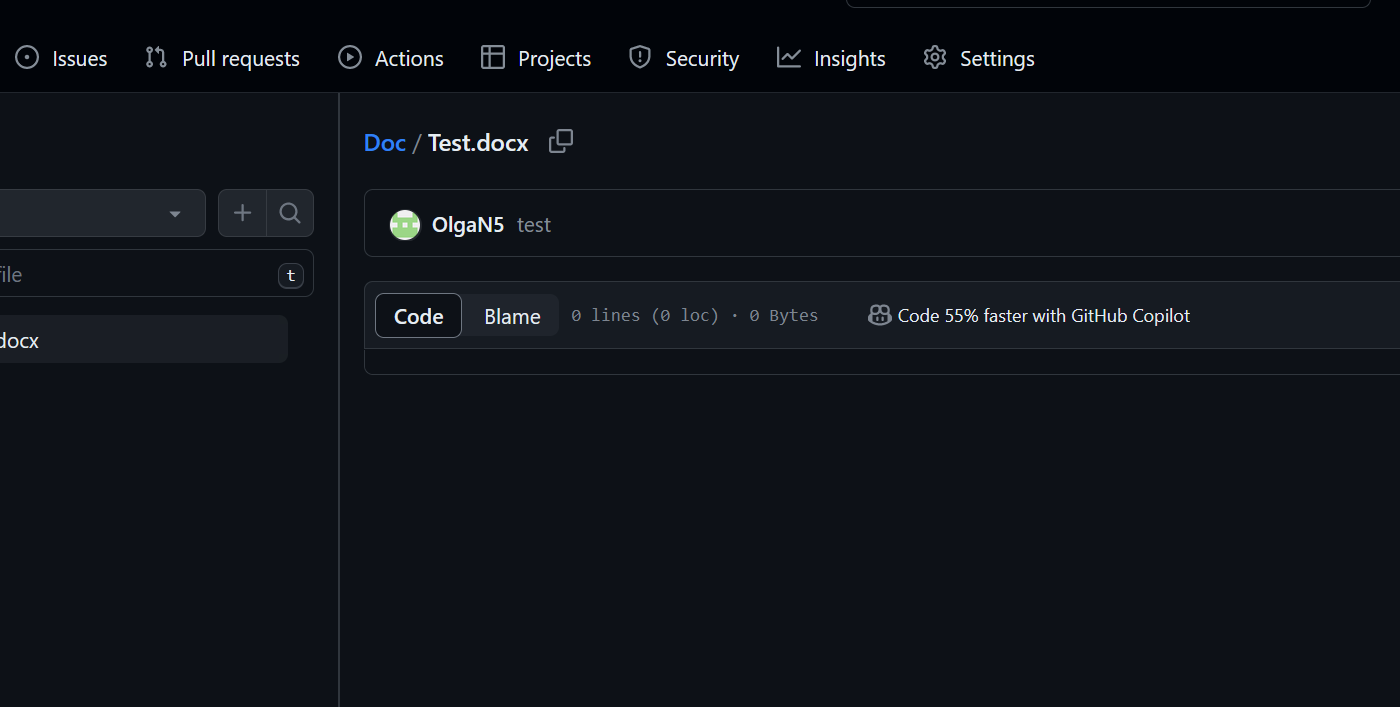 Issues Pull requests Actions Projects Security Insights Settings
Doc / Test.docx
OlgaN5 test
ile t
docx
Code Blame 0 lines (0 loc) · 0 Bytes Code 55% faster with GitHub Copilot